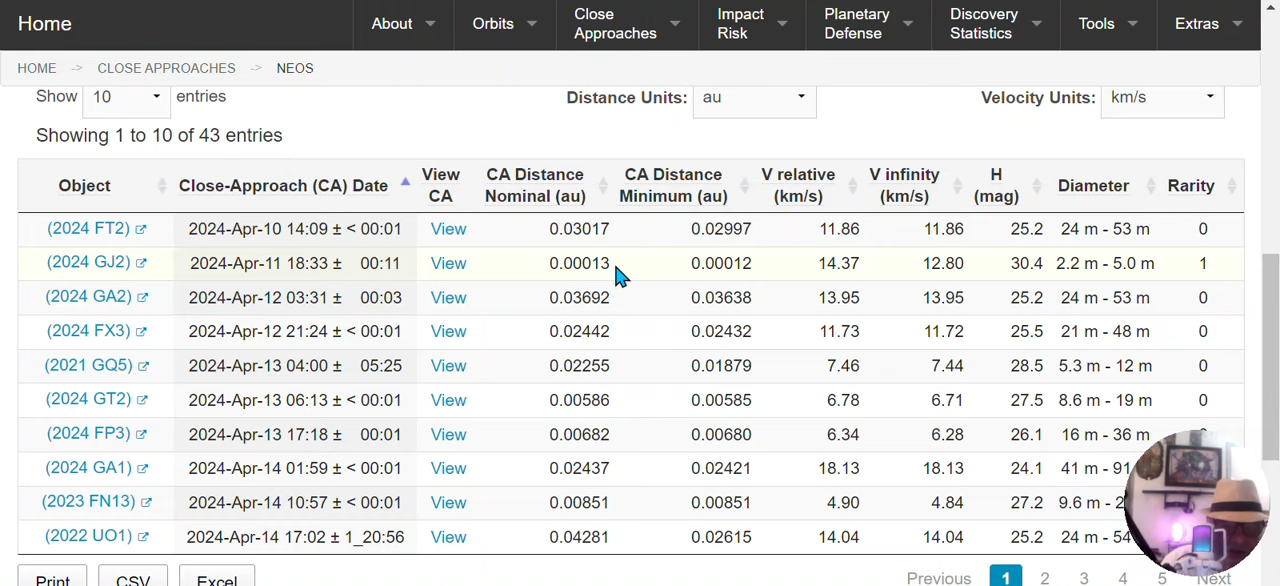 Home About Orbits Close Approaches Impact Risk Planetary Defense Discovery Statistics Tools Extras
HOME -> CLOSE APPROACHES -> NEOS
Show 10 entries Distance Units: au Velocity Units: km/s
Showing 1 to 10 of 43 entries
Object Close-Approach (CA) Date View CA CA Distance Nominal (au) CA Distance Minimum (au) V relative (km/s) V infinity (km/s) H (mag) Diameter Rarity
(2024 FT2) 2024-Apr-10 14:09 ± < 00:01 View 0.03017 0.02997 11.86 11.86 25.2 24 m - 53 m 0
(2024 GJ2) 2024-Apr-11 18:33 ± 00:11 View 0.00013 0.00012 14.37 12.80 30.4 2.2 m - 5.0 m 1
(2024 GA2) 2024-Apr-12 03:31 ± 00:03 View 0.03692 0.03638 13.95 13.95 25.2 24 m - 53 m 0
(2024 FX3) 2024-Apr-12 21:24 ± < 00:01 View 0.02442 0.02432 11.73 11.72 25.5 21 m - 48 m 0
(2021 GQ5) 2024-Apr-13 04:00 ± 05:25 View 0.02255 0.01879 7.46 7.44 28.5 5.3 m - 12 m 0
(2024 GT2) 2024-Apr-13 06:13 ± < 00:01 View 0.00586 0.00585 6.78 6.71 27.5 8.6 m - 19 m 0
(2024 FP3) 2024-Apr-13 17:18 ± 00:01 View 0.00682 0.00680 6.34 6.28 26.1 16 m - 36 m
(2024 GA1) 2024-Apr-14 01:59 ± < 00:01 View 0.02437 0.02421 18.13 18.13 24.1 41 m - 91
(2023 FN13) 2024-Apr-14 10:57 ± < 00:01 View 0.00851 0.00851 4.90 4.84 27.2 9.6 m -
(2022 UO1) 2024-Apr-14 17:02 ± 1_20:56 View 0.04281 0.02615 14.04 14.04 25.2 24 m - 54
Print CSV Excel Previous 1 2 3 4 5 Next